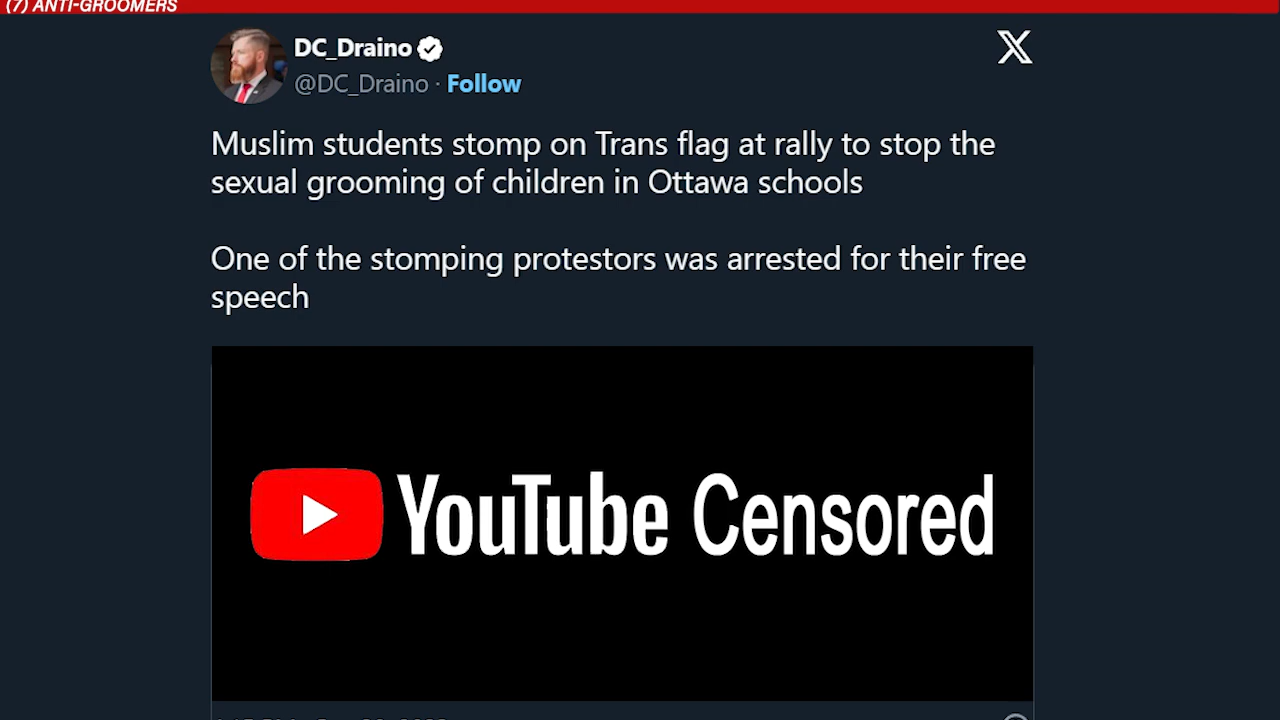 (7) ANTI-GROOMERS
DC_Draino
@DC_Draino · Follow
Muslim students stomp on Trans flag at rally to stop the
sexual grooming of children in Ottawa schools
One of the stomping protestors was arrested for their free
speech
YouTube Censored